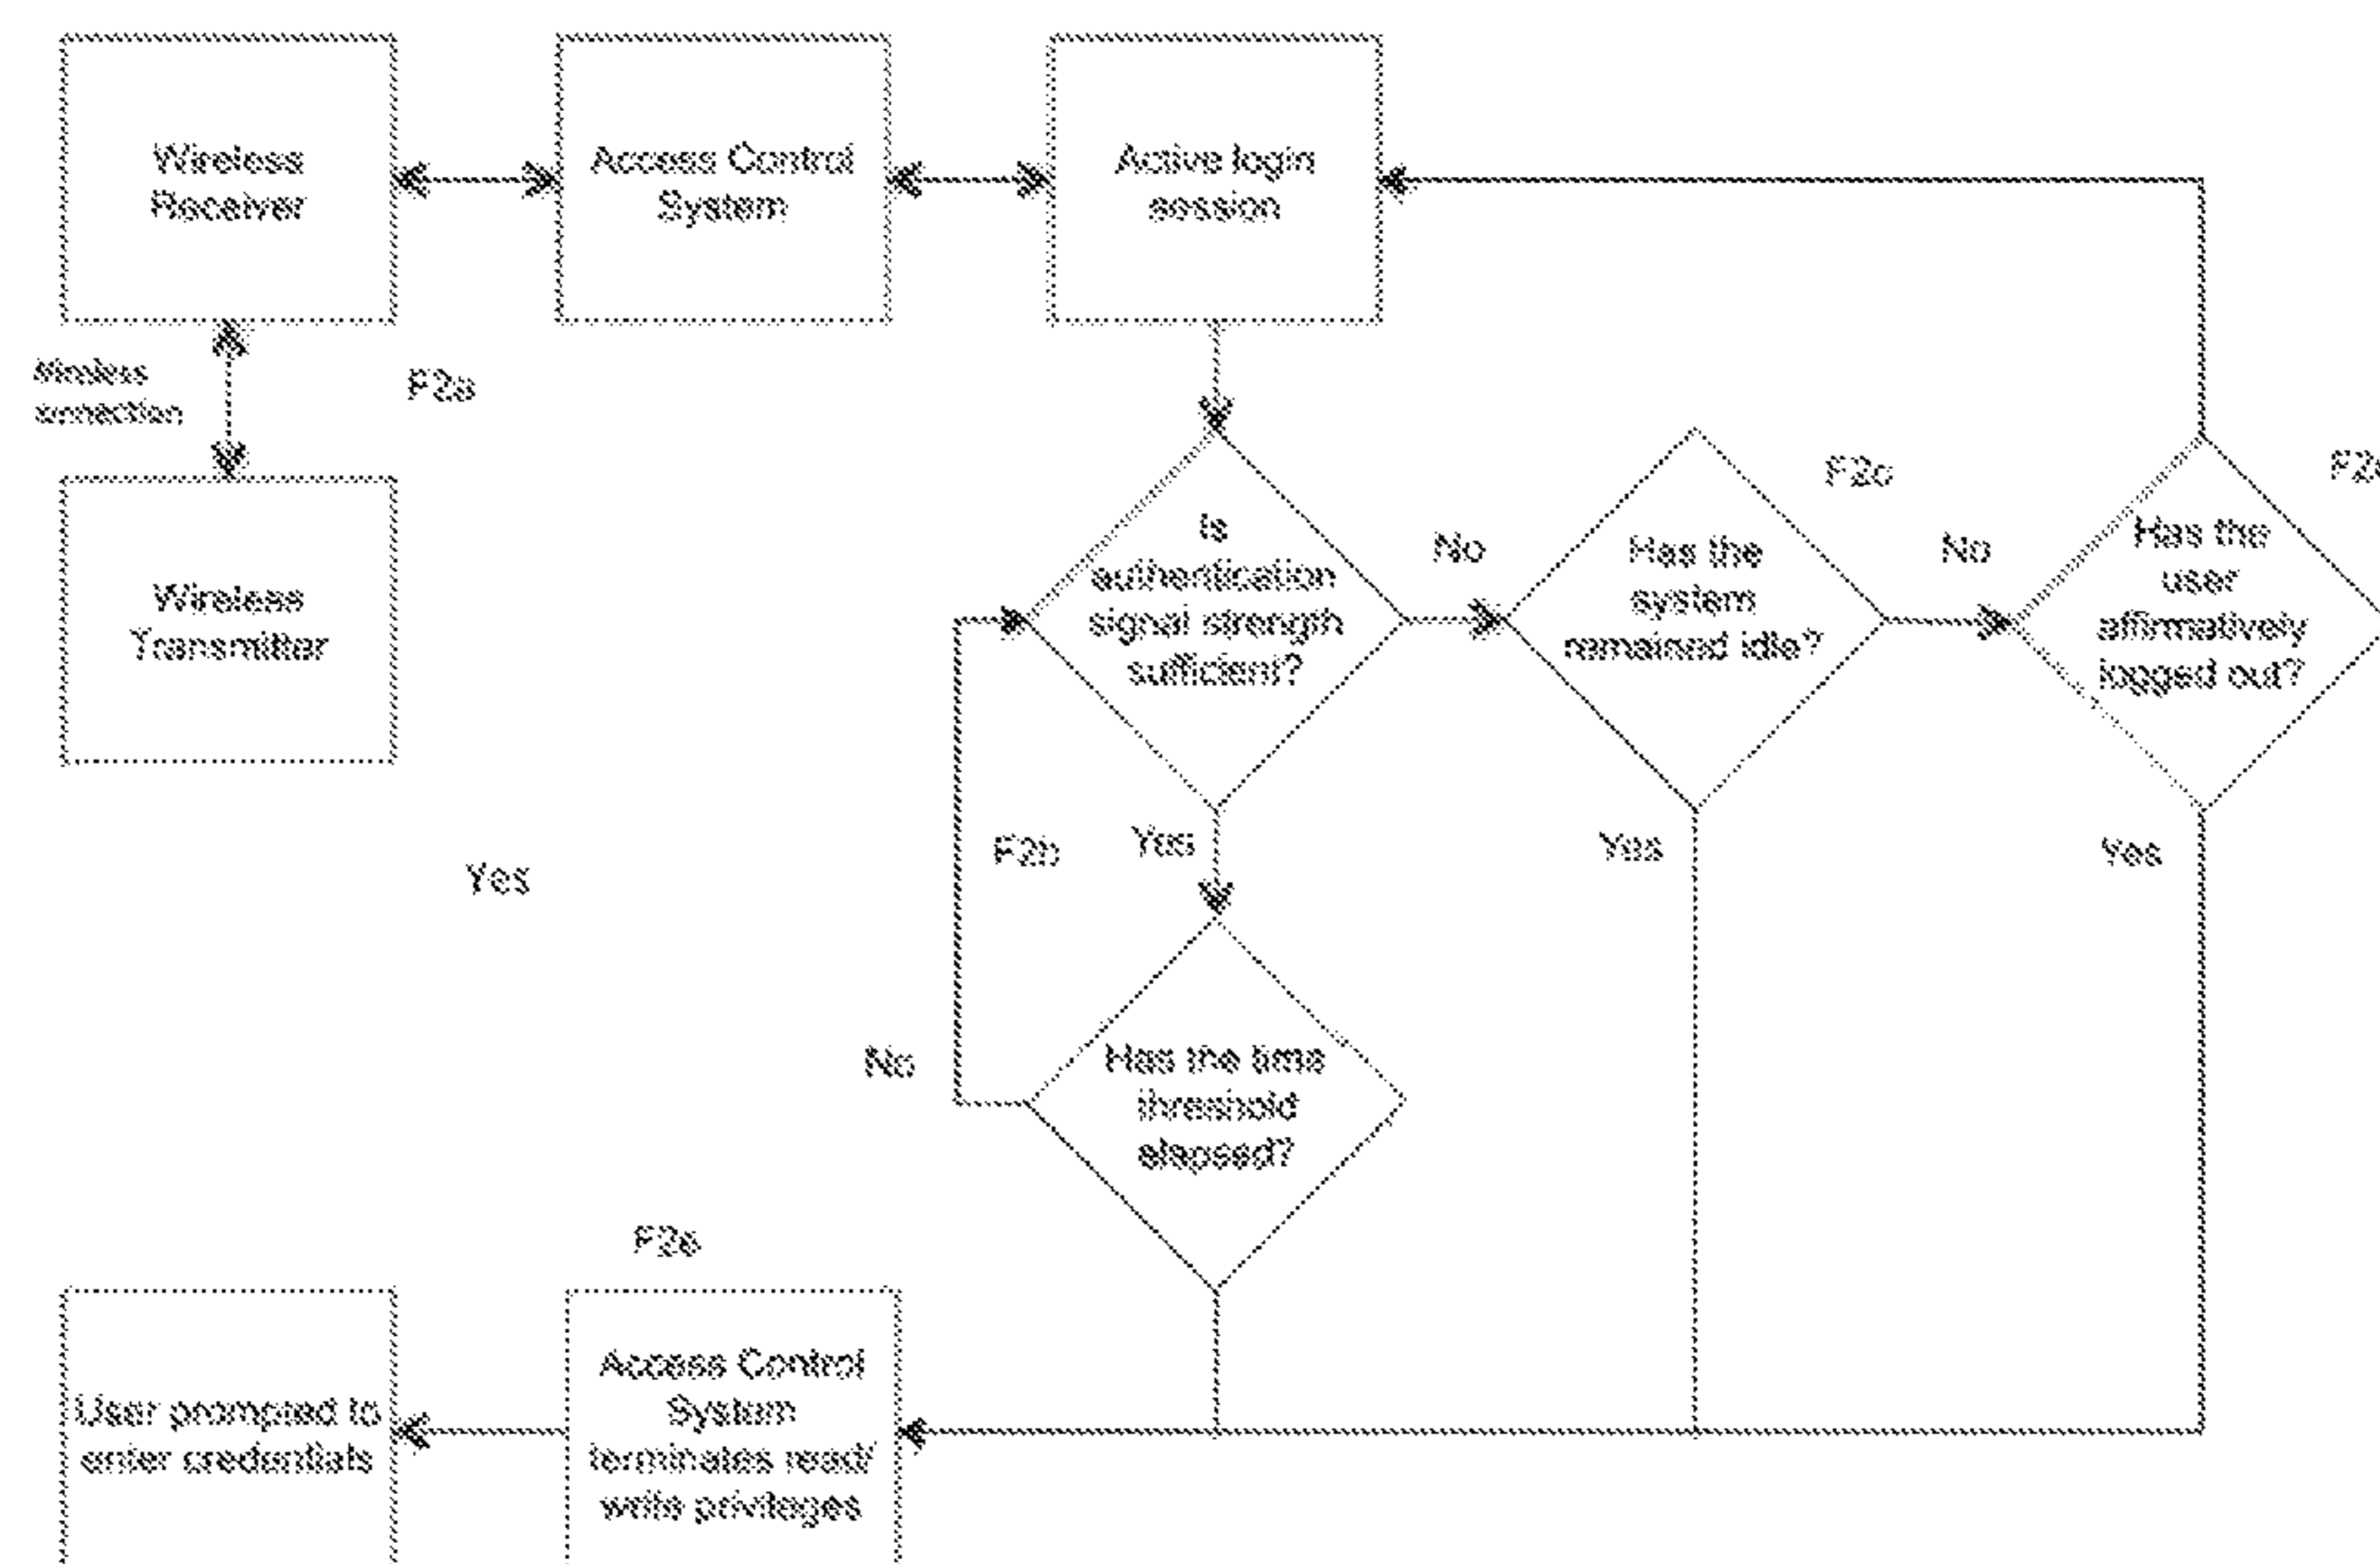 Wireless
Receiver
Access Control
System
Active login
session
F2a
Wireless
Transmitter
Is
authentication
signal strength
sufficient?
No
Has the
system
remained idle?
F2c
No
Has the
user
affirmatively
logged out?
Yes
F2b
Yes
Yes
Yes
No
Has the time
threshold
elapsed?
F2e
User prompted to
enter credentials
Access Control
System
terminates read/
write privileges